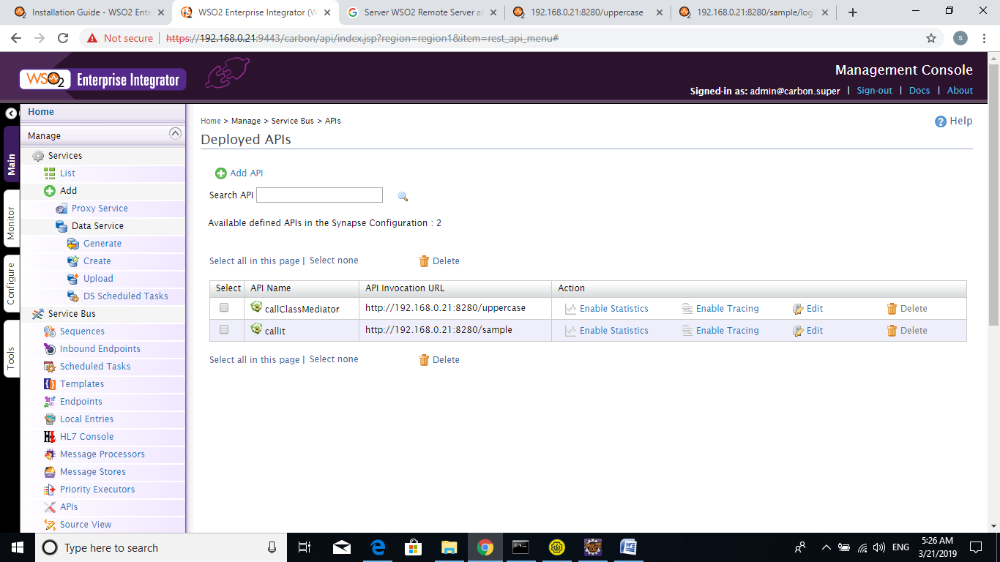 Installation Guide - WSO2 Ente
WSO2 Enterprise Integrator (W
Server WSO2 Remote Server a
192.168.0.21:8280/uppercase
192.168.0.21:8280/sample/log
Not secure
https://192.168.0.21:9443/carbon/api/index.jsp?region=region1&item=rest_api_menu#
S
WSO2 Enterprise Integrator
Management Console
Signed-in as: admin@carbon.super | Sign-out | Docs | About
Main
Monitor
Configure
Tools
Home
Manage
Services
List
Add
Proxy Service
Data Service
Generate
Create
Upload
DS Scheduled Tasks
Service Bus
Sequences
Inbound Endpoints
Scheduled Tasks
Templates
Endpoints
Local Entries
HL7 Console
Message Processors
Message Stores
Priority Executors
APIs
Source View
Home > Manage > Service Bus > APIs
Help
Deployed APIs
Add API
Search API
Available defined APIs in the Synapse Configuration : 2
Select all in this page | Select none Delete
Select API Name API Invocation URL Action
callClassMediator http://192.168.0.21:8280/uppercase Enable Statistics Enable Tracing Edit Delete
callit http://192.168.0.21:8280/sample Enable Statistics Enable Tracing Edit Delete
Select all in this page | Select none Delete
Type here to search
ENG
5:26 AM
3/21/2019